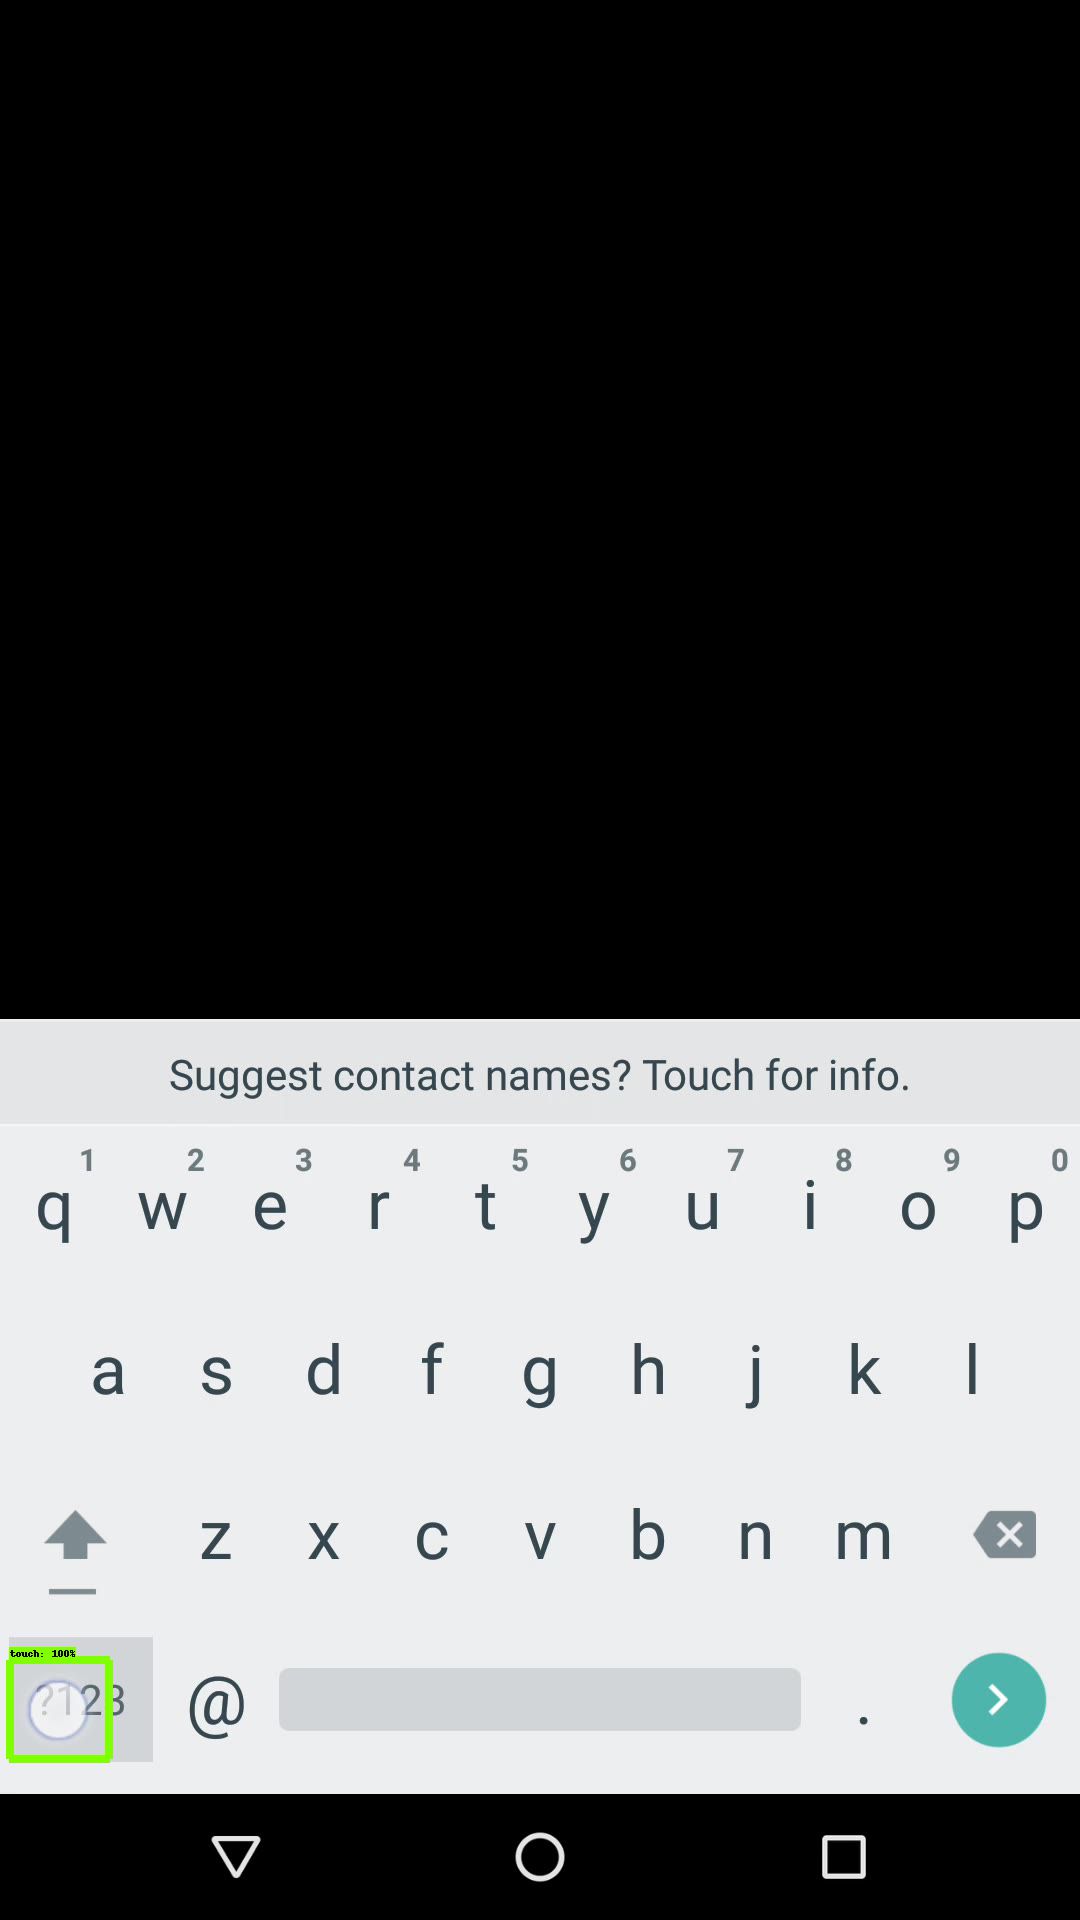 Suggest contact names? Touch for info.
1 2 3 4 5 6 7 8 9 0
q w e r t y u i o p
a s d f g h j k l
z x c v b n m
touch: 100%
?123 @ .